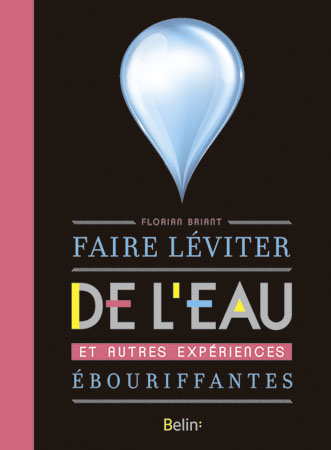 FLORIAN BRIANT
FAIRE LÉVITER
DE L'EAU
ET AUTRES EXPÉRIENCES
ÉBOURIFFANTES
Belin: